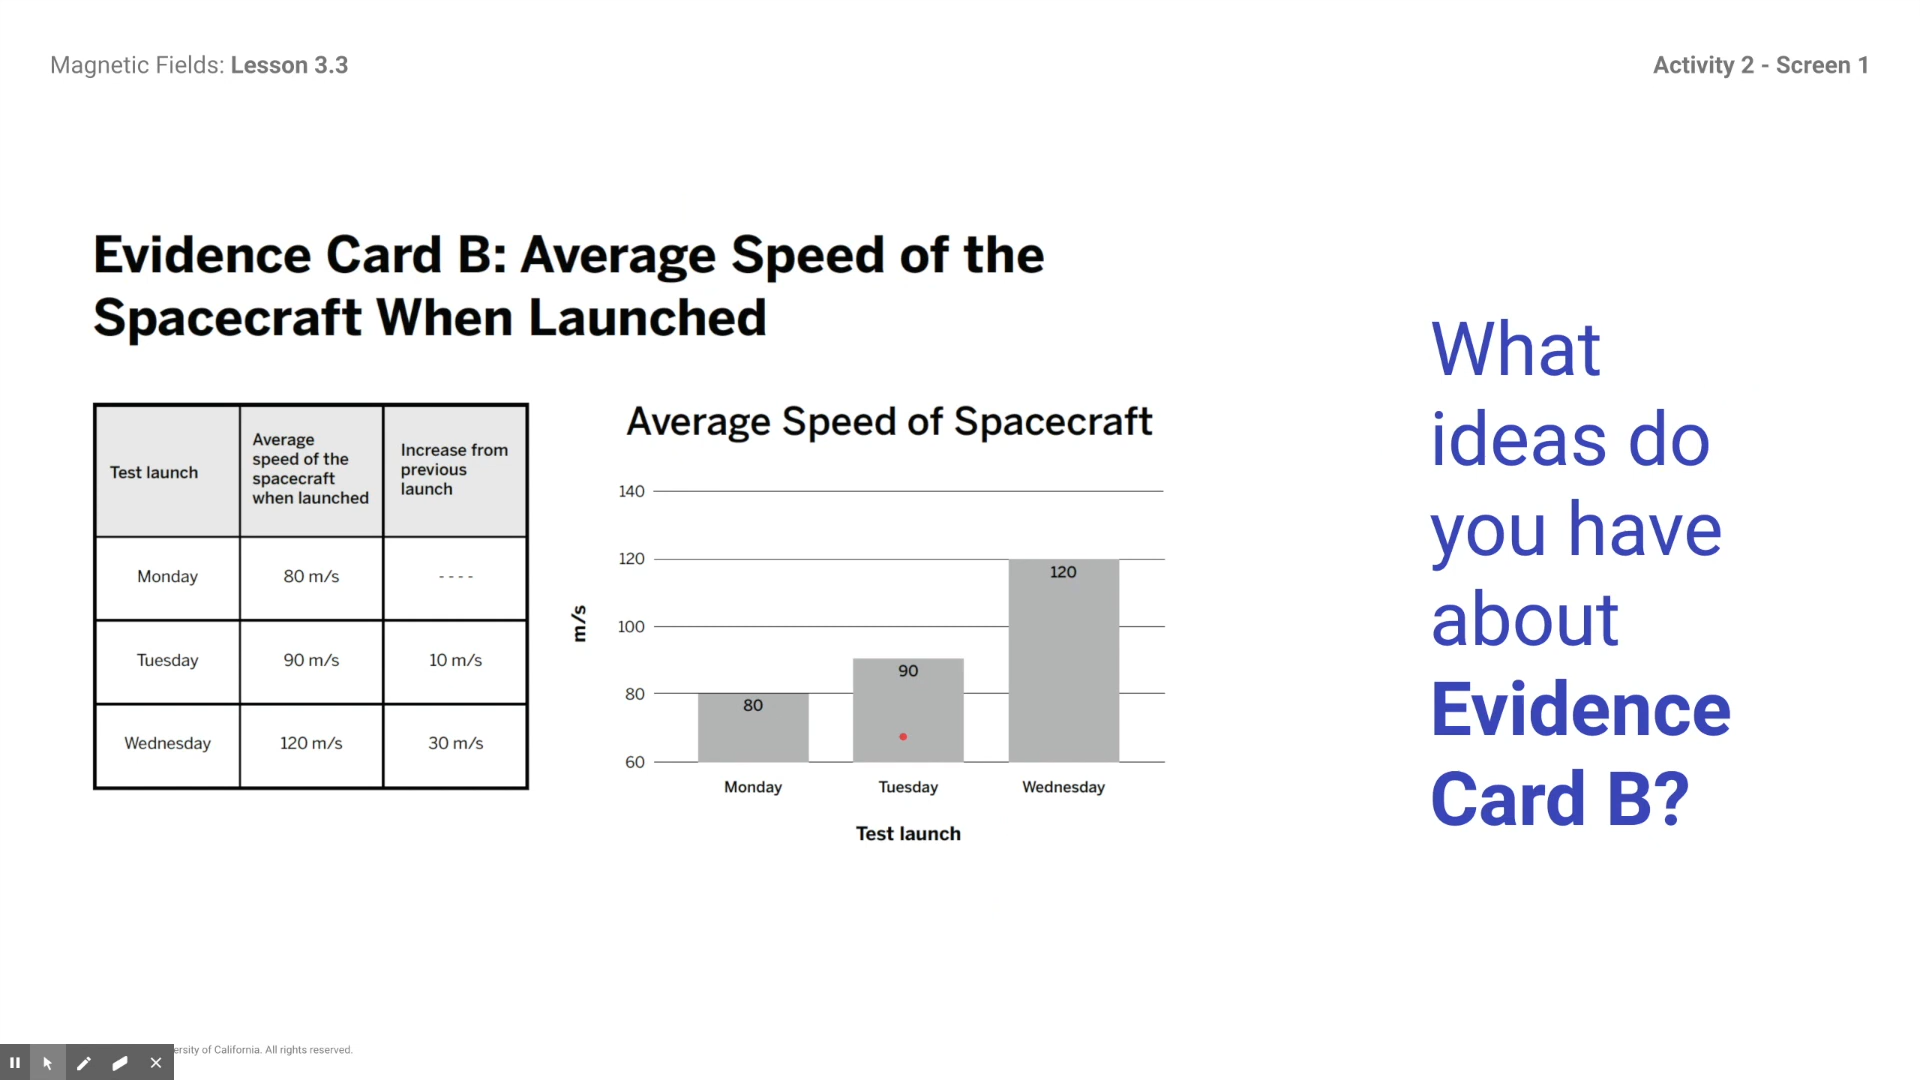 Magnetic Fields: Lesson 3.3
Activity 2 - Screen 1
Evidence Card B: Average Speed of the
Spacecraft When Launched
Test launch
Average
speed of the
spacecraft
when launched
Increase from
previous
launch
Monday 80 m/s ----
Tuesday 90 m/s 10 m/s
Wednesday 120 m/s 30 m/s
Average Speed of Spacecraft
m/s
140
120
100
80
60
80
90
120
Monday Tuesday Wednesday
Test launch
What
ideas do
you have
about
Evidence
Card B?
of California. All rights reserved.